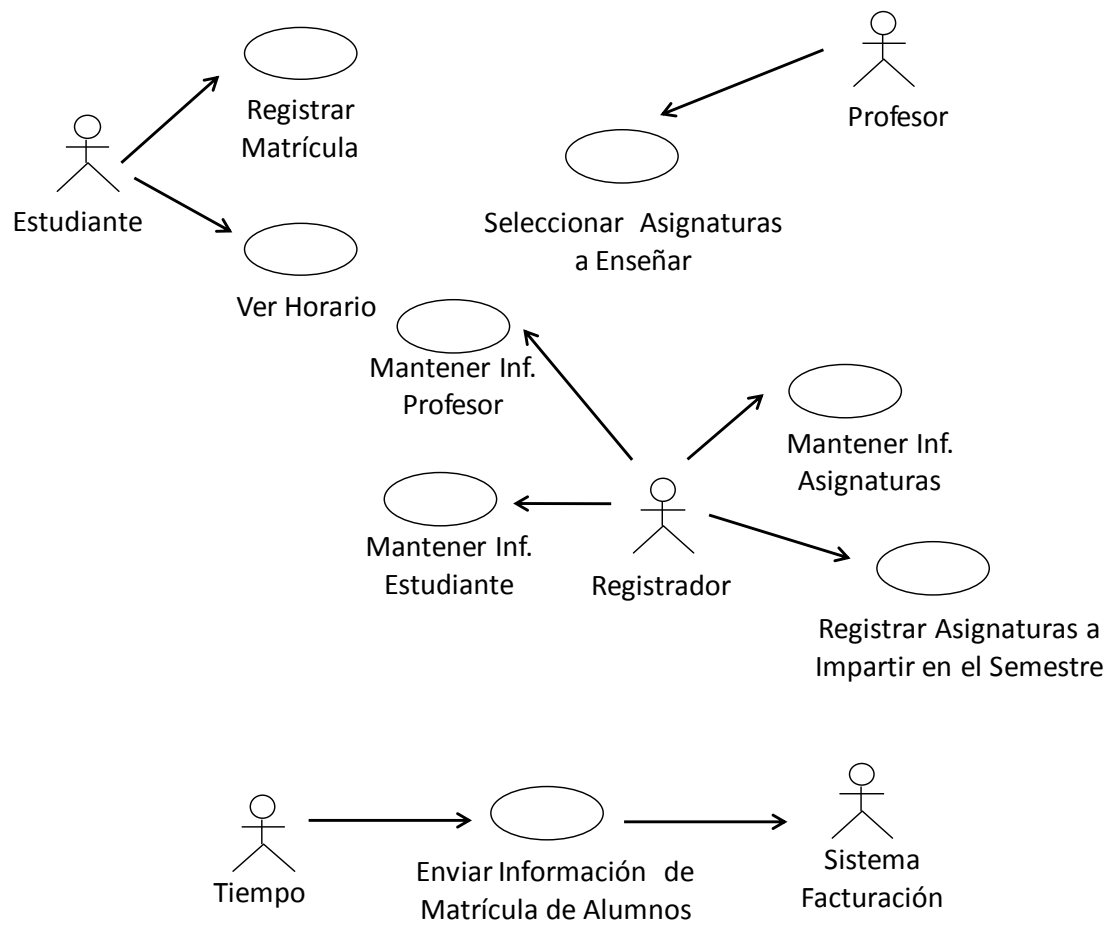 Registrar
Matrícula
Profesor
Estudiante
Seleccionar Asignaturas
a Enseñar
Ver Horario
Mantener Inf.
Profesor
Mantener Inf.
Asignaturas
Mantener Inf.
Estudiante
Registrador
Registrar Asignaturas a
Impartir en el Semestre
Tiempo
Enviar Información de
Matrícula de Alumnos
Sistema
Facturación